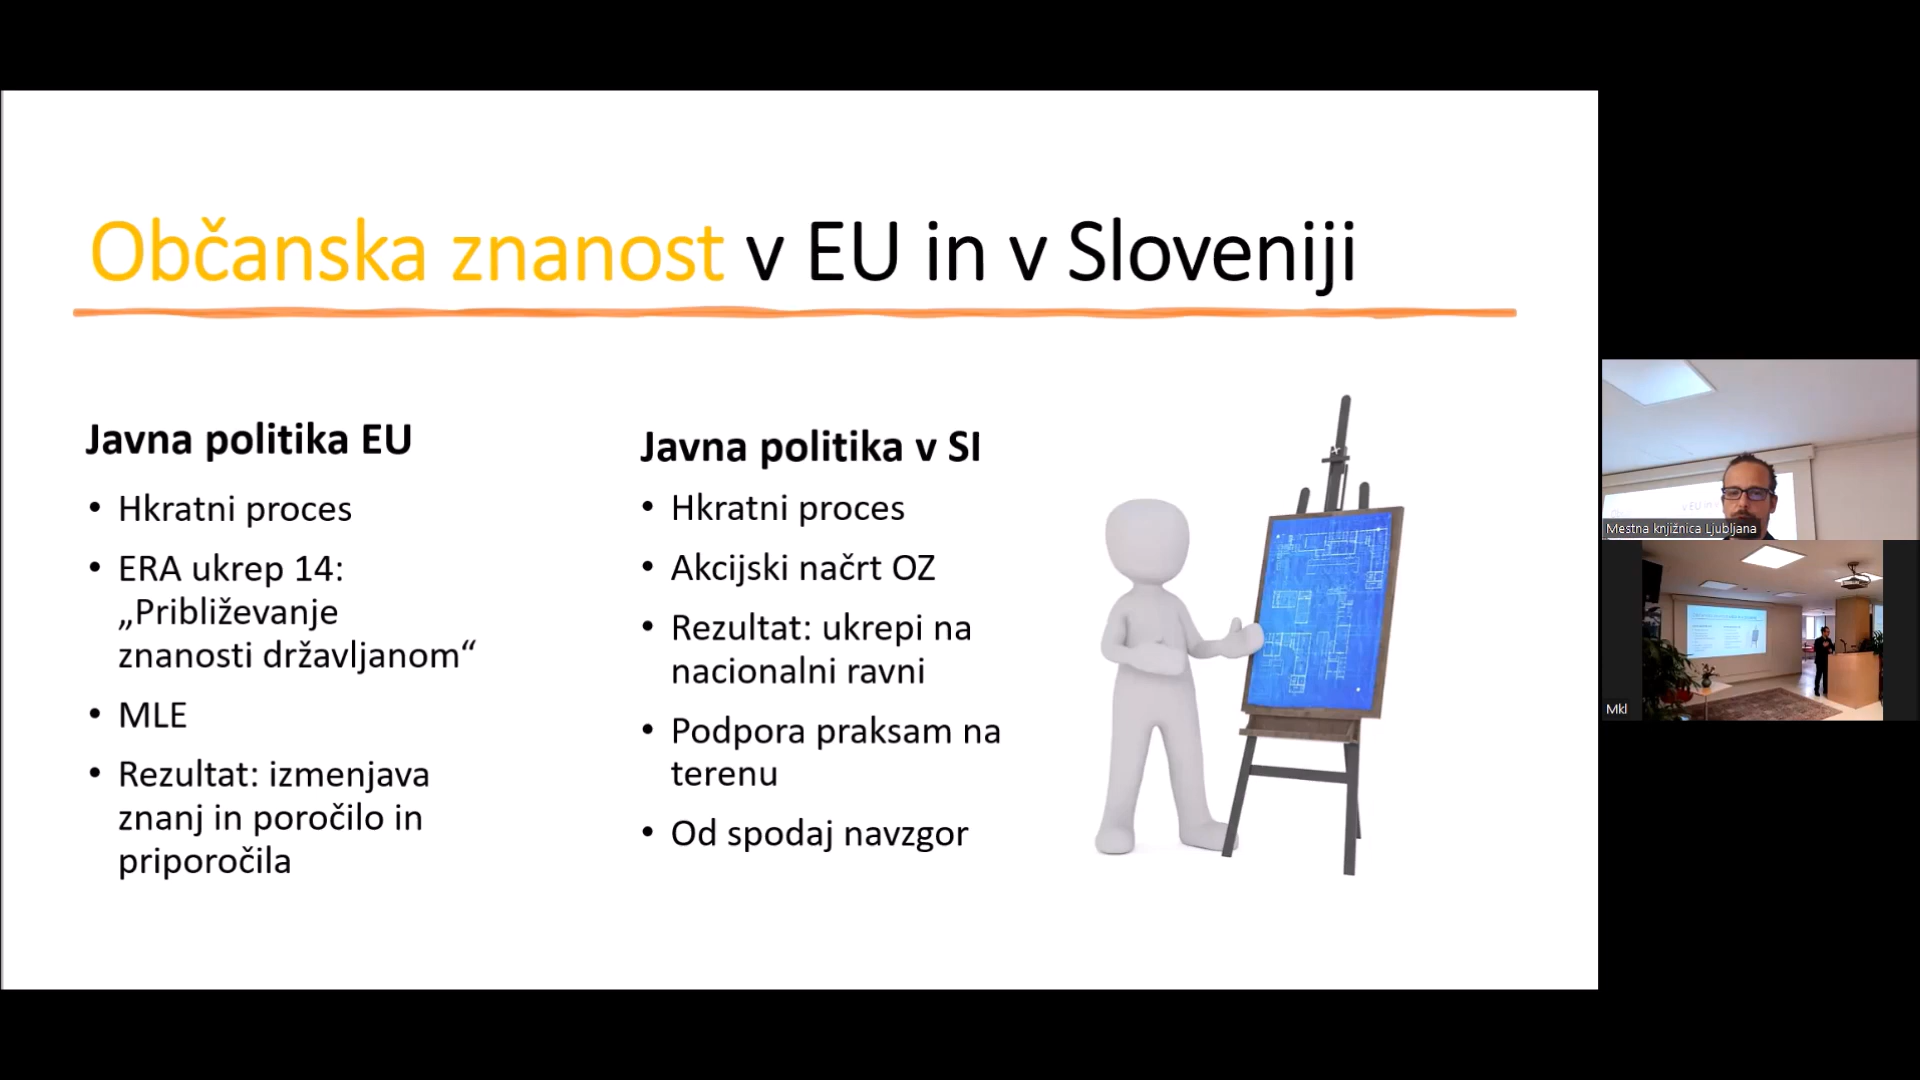 Občanska znanost v EU in v Sloveniji
Javna politika EU
• Hkratni proces
• ERA ukrep 14:
„Približevanje
znanosti državljanom“
• MLE
• Rezultat: izmenjava
znanj in poročilo in
priporočila
Javna politika v SI
• Hkratni proces
• Akcijski načrt OZ
• Rezultat: ukrepi na
nacionalni ravni
• Podpora praksam na
terenu
• Od spodaj navzgor
Mestna knjižnica Ljubljana
Mkl